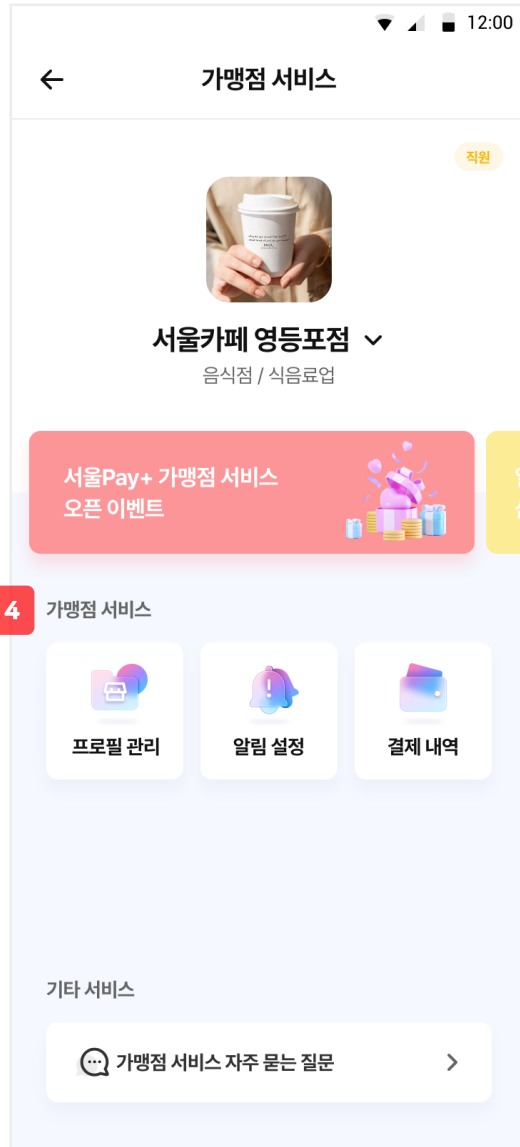 12:00
가맹점 서비스
직원
서울카페 영등포점
음식점 / 식음료업
서울Pay+ 가맹점 서비스
오픈 이벤트
4
가맹점 서비스
프로필 관리
알림 설정
결제 내역
기타 서비스
가맹점 서비스 자주 묻는 질문